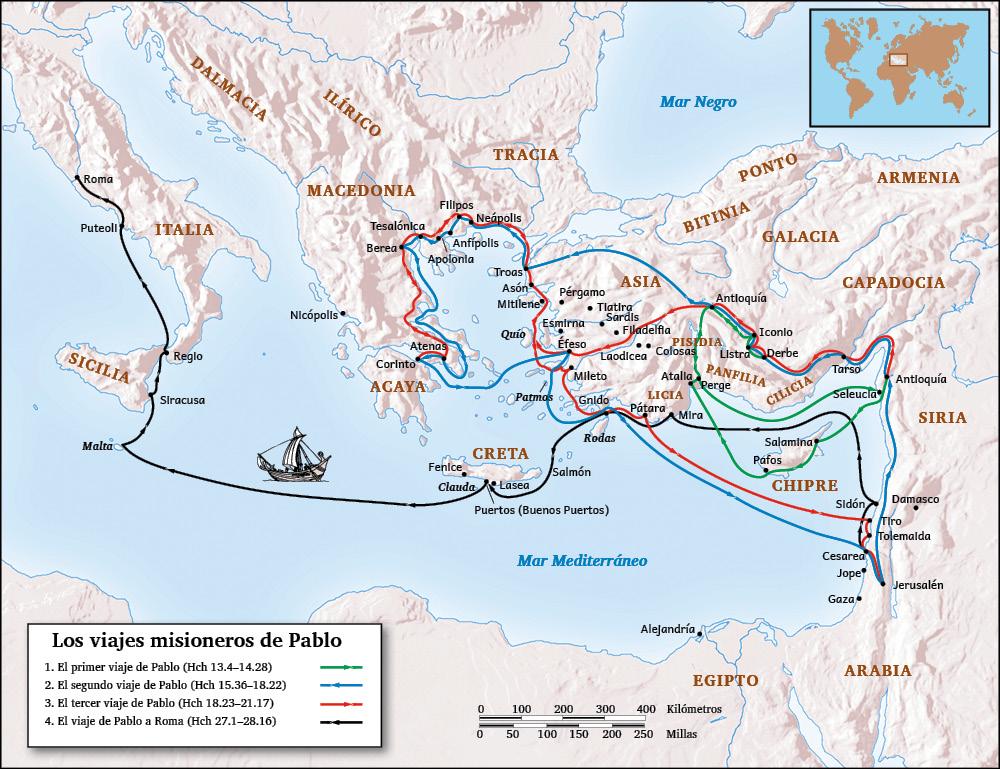 DALMACIA
ILÍRICO
Mar Negro
TRACIA
PONTO
ARMENIA
MACEDONIA
BITINIA
GALACIA
Roma
Puteoli
ITALIA
Filipos
Neápolis
Tesalónica
Anfípolis
Berea
Apolonia
Troas
Asón
ASIA
CAPADOCIA
Mitilene
Pérgamo
Tiatira
Antioquía
Nicópolis
Esmirna
Sardis
Filadelfia
Quío
Iconio
PISIDIA
Atenas
Éfeso
Laodicea
Colosas
Listra
Derbe
Regio
SICILIA
Corinto
Mileto
Atalla
Perge
PANFILIA
Tarso
ACAYA
CILICIA
Antioquía
Siracusa
Patmos
Gnido
LICIA
Seleucia
Pátara
Mira
SIRIA
Malta
Rodas
Salamina
CRETA
Pafos
Fenice
Salmón
CHIPRE
Clauda
Lasea
Puertos (Buenos Puertos)
Sidón
Damasco
Tiro
Tolemaida
Mar Mediterráneo
Cesarea
Jope
Jerusalén
Gaza
Alejandría
EGIPTO
ARABIA
Los viajes misioneros de Pablo
1. El primer viaje de Pablo (Hch 13.4–14.28)
2. El segundo viaje de Pablo (Hch 15.36–18.22)
3. El tercer viaje de Pablo (Hch 18.23–21.17)
4. El viaje de Pablo a Roma (Hch 27.1–28.16)
0 100 200 300 400 Kilómetros
0 50 100 150 200 250 Millas